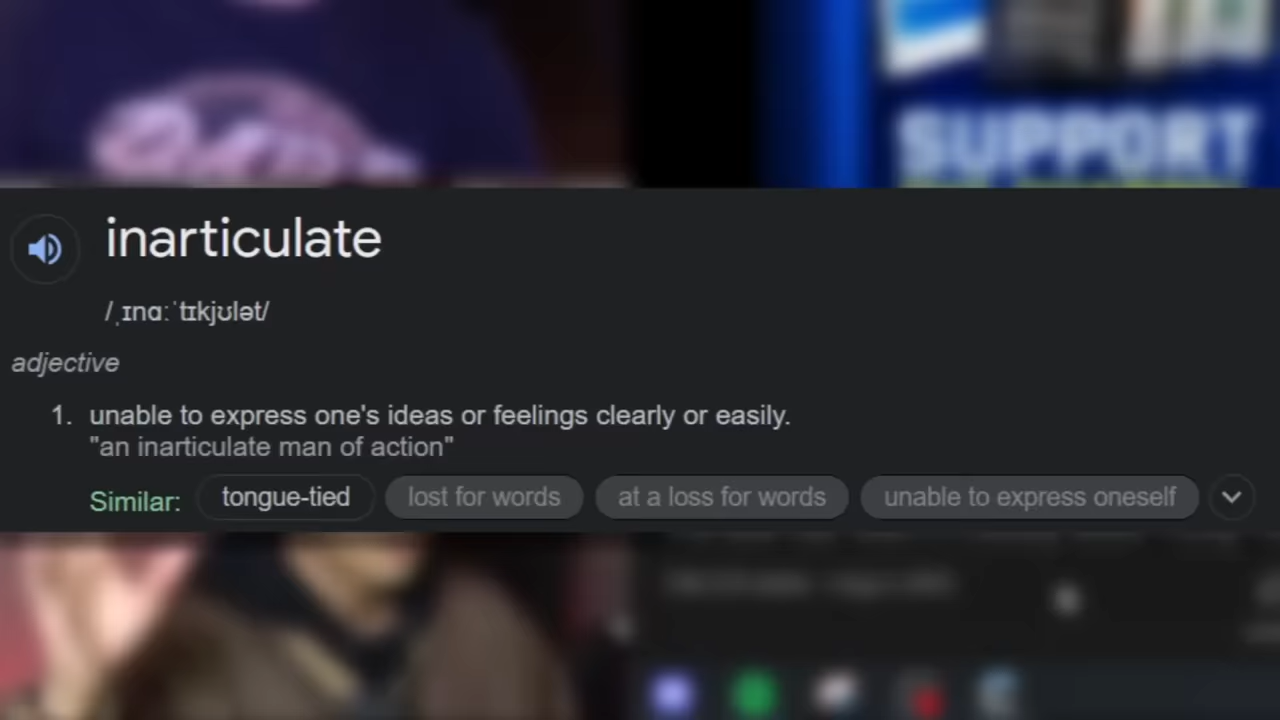 SUPPORT
inarticulate
/ˌɪnɑːˈtɪkjʊlət/
adjective
1. unable to express one's ideas or feelings clearly or easily.
"an inarticulate man of action"
Similar: tongue-tied lost for words at a loss for words unable to express oneself